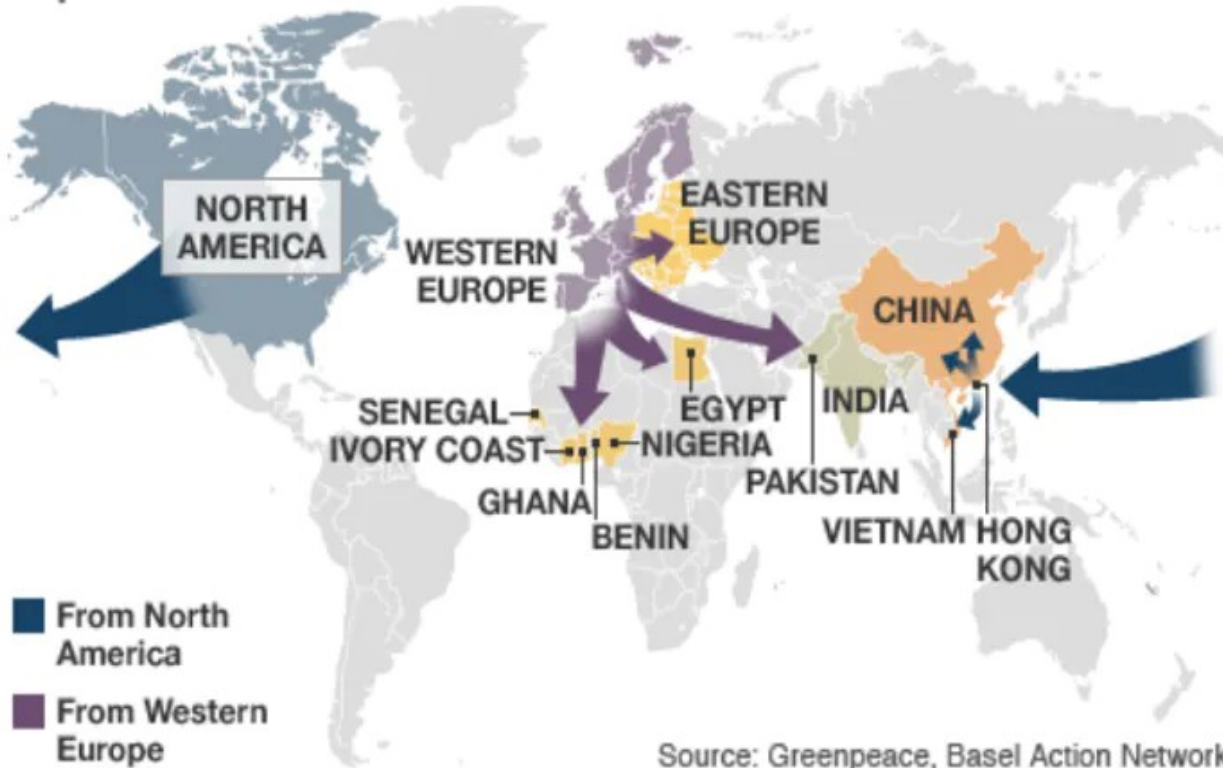 NORTH
AMERICA
WESTERN
EUROPE
EASTERN
EUROPE
CHINA
SENEGAL
IVORY COAST
GHANA
BENIN
NIGERIA
EGYPT
INDIA
PAKISTAN
VIETNAM
HONG
KONG
From North
America
From Western
Europe
Source: Greenpeace, Basel Action Network